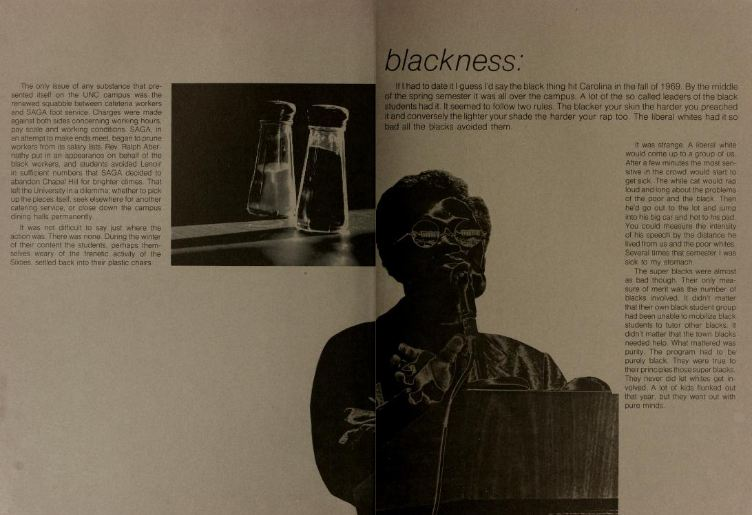 The only issue of any substance that pre-
sented itself on the UNC campus was the
renewed squabble between cafeteria workers
and SAGA foot service. Charges were made
against both sides concerning working hours,
pay scale and working conditions. SAGA, in
an attempt to make ends meet, began to prune
workers from its salary lists. Rev. Ralph Aber-
nathy put in an appearance on behalf of the
black workers, and students avoided Lenoir
in sufficient numbers that SAGA decided to
abandon Chapel Hill for brighter climes. That
left the University in a dilemma: whether to pick
up the pieces itself, seek elsewhere for another
catering service, or close down the campus
dining halls permanently.
It was not difficult to say just where the
action was. There was none. During the winter
of their content the students, perhaps them-
selves weary of the frenetic activity of the
Sixties, settled back into their plastic chairs.
blackness:
If I had to date it I guess I'd say the black thing hit Carolina in the fall of 1969. By the middle
of the spring semester it was all over the campus. A lot of the so called leaders of the black
students had it. It seemed to follow two rules. The blacker your skin the harder you preached
it and conversely the lighter your shade the harder your rap too. The liberal whites had it so
bad all the blacks avoided them.
It was strange. A liberal white
would come up to a group of us.
After a few minutes the most sen-
sitive in the crowd would start to
get sick. The white cat would rap
loud and long about the problems
of the poor and the black. Then
he'd go out to the lot and jump
into his big car and hot to his pad.
You could measure the intensity
of his speech by the distance he
lived from us and the poor whites.
Several times that semester I was
sick to my stomach.
The super blacks were almost
as bad though. Their only mea-
sure of merit was the number of
blacks involved. It didn't matter
that their own black student group
had been unable to mobilize black
students to tutor other blacks. It
didn't matter that the town blacks
needed help. What mattered was
purity. The program had to be
purely black. They were true to
their principles those super blacks.
They never did let whites get in-
volved. A lot of kids flunked out
that year, but they went out with
pure minds.